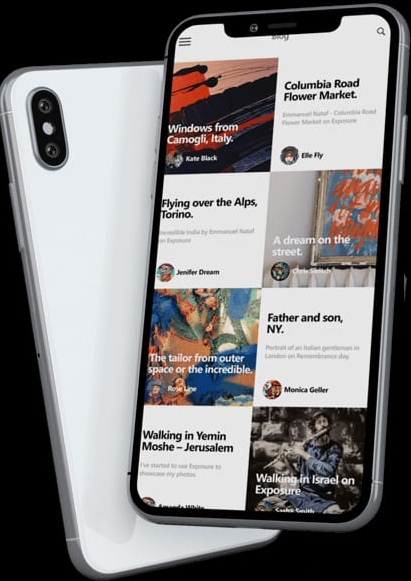 Blog
Windows from
Camogli, Italy.
Kate Black
Columbia Road
Flower Market.
Emmanuel Nataf - Columbia Road
Flower Market on Exposure
Elle Fly
Flying over the Alps,
Torino.
Incredible India by Emmanuel Nataf
on Exposure
Jenifer Dream
A dream on the
street.
Chris
The tailor from outer
space or the incredible.
Rose Line
Father and son,
NY.
Portrait of an Italian gentlemen in
London on Remembrance day.
Monica Geller
Walking in Yemin
Moshe – Jerusalem
I've started to use Exposure to
showcase my photos.
Amanda White
Walking in Israel on
Exposure
Smith